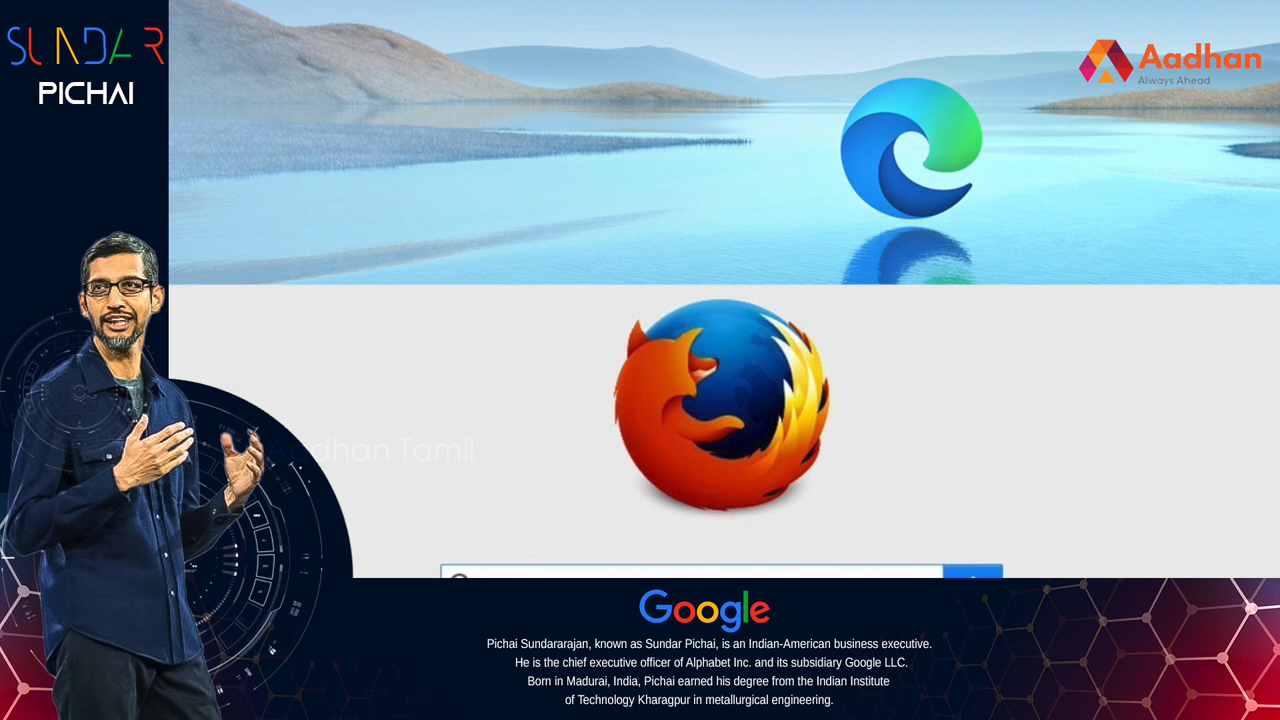 SUNDAR
PICHAI
Aadhan
Always Ahead
Aadhan Tamil
Google
Pichai Sundararajan, known as Sundar Pichai, is an Indian-American business executive.
He is the chief executive officer of Alphabet Inc. and its subsidiary Google LLC.
Born in Madurai, India, Pichai earned his degree from the Indian Institute
of Technology Kharagpur in metallurgical engineering.